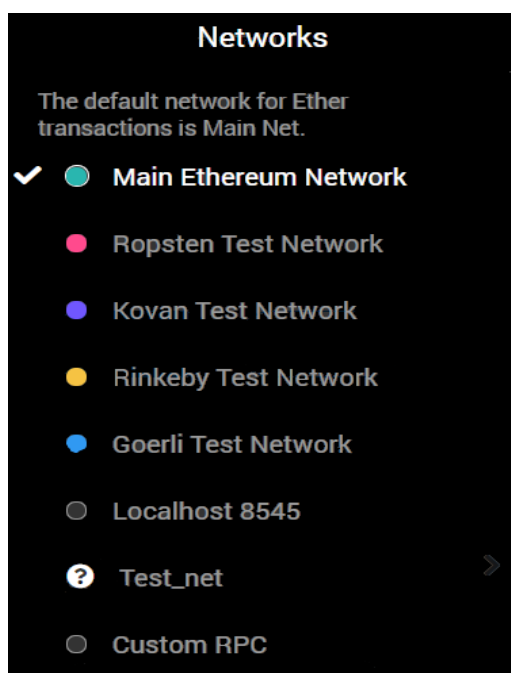 Networks
The default network for Ether
transactions is Main Net.
Main Ethereum Network
Ropsten Test Network
Kovan Test Network
Rinkeby Test Network
Goerli Test Network
Localhost 8545
? Test_net
Custom RPC